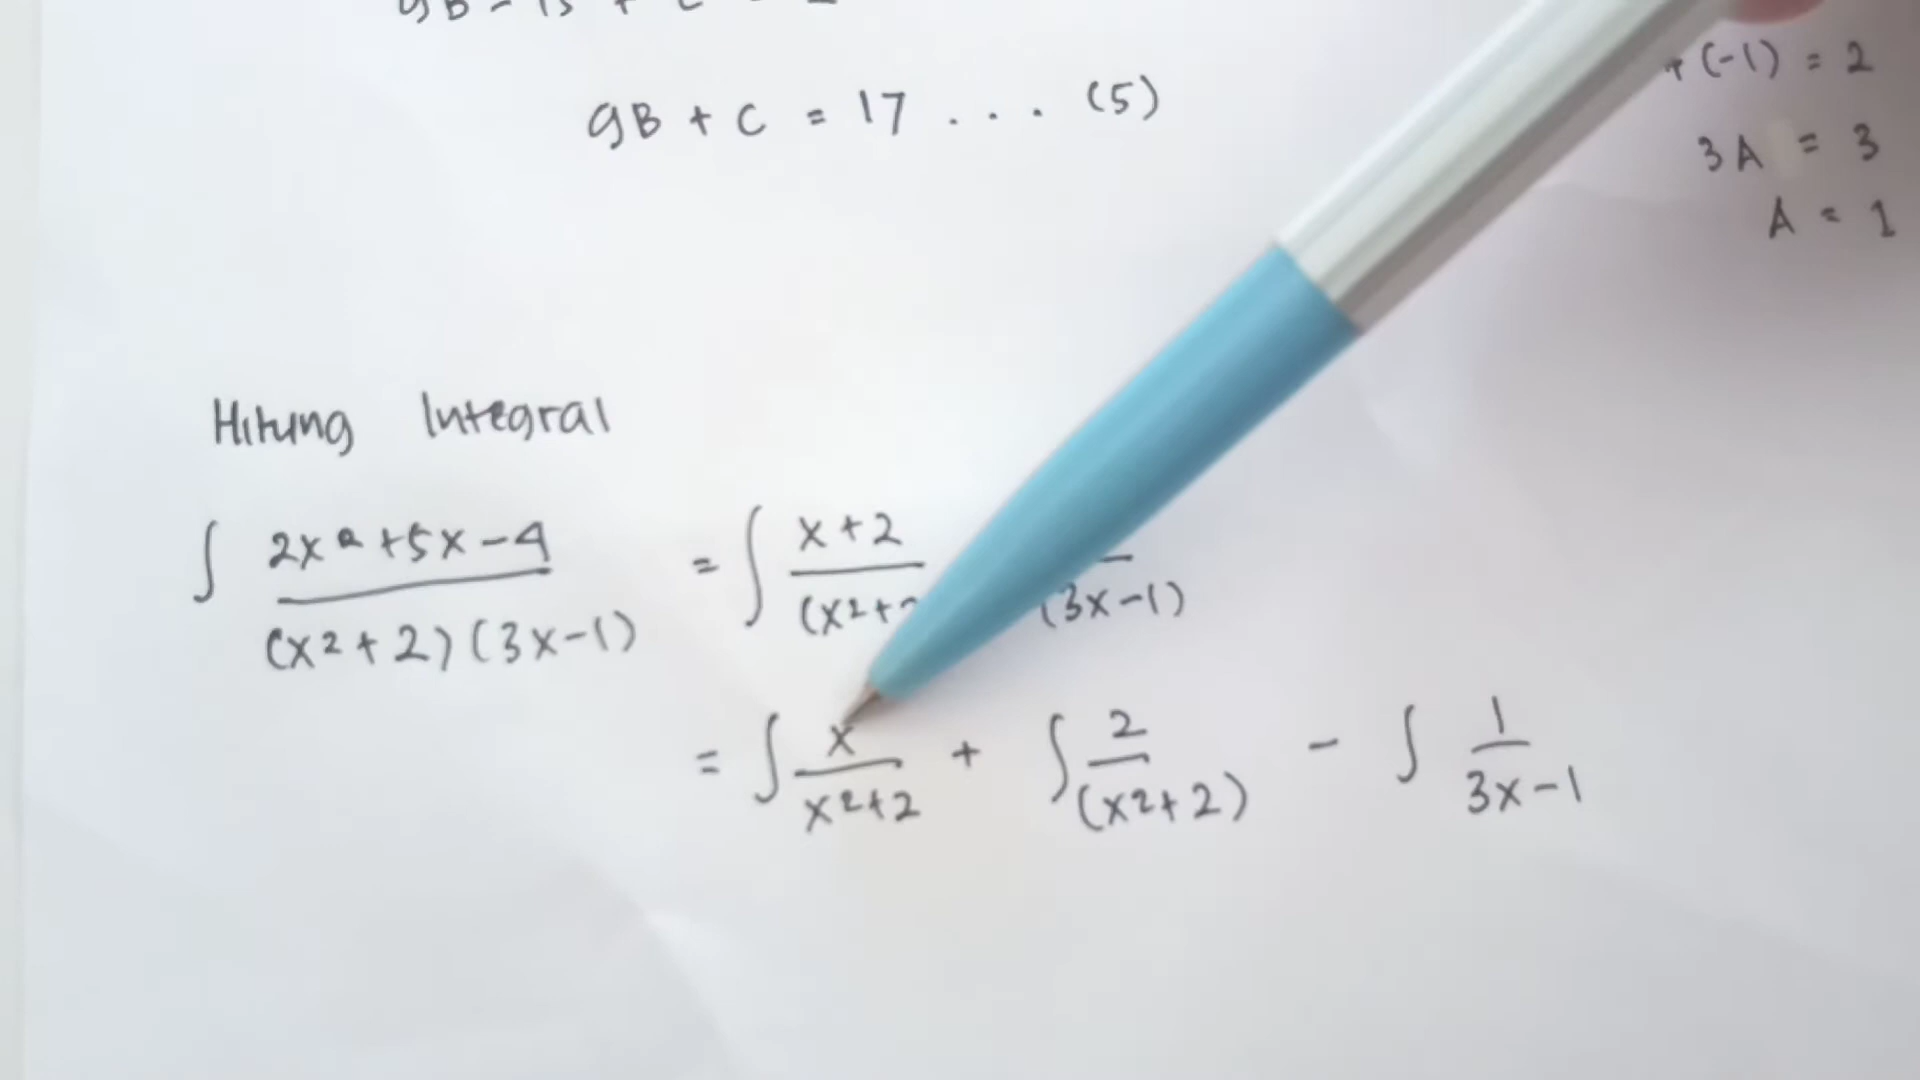 + (-1) = 2
9B + C = 17 ... (5)
3A = 3
A = 1
Hitung Integral
∫ 2x² + 5x - 4 / (x² + 2)(3x - 1) = ∫ x + 2 / (x² + (3x - 1)
= ∫ x / x² + 2 + ∫ 2 / (x² + 2) - ∫ 1 / 3x - 1